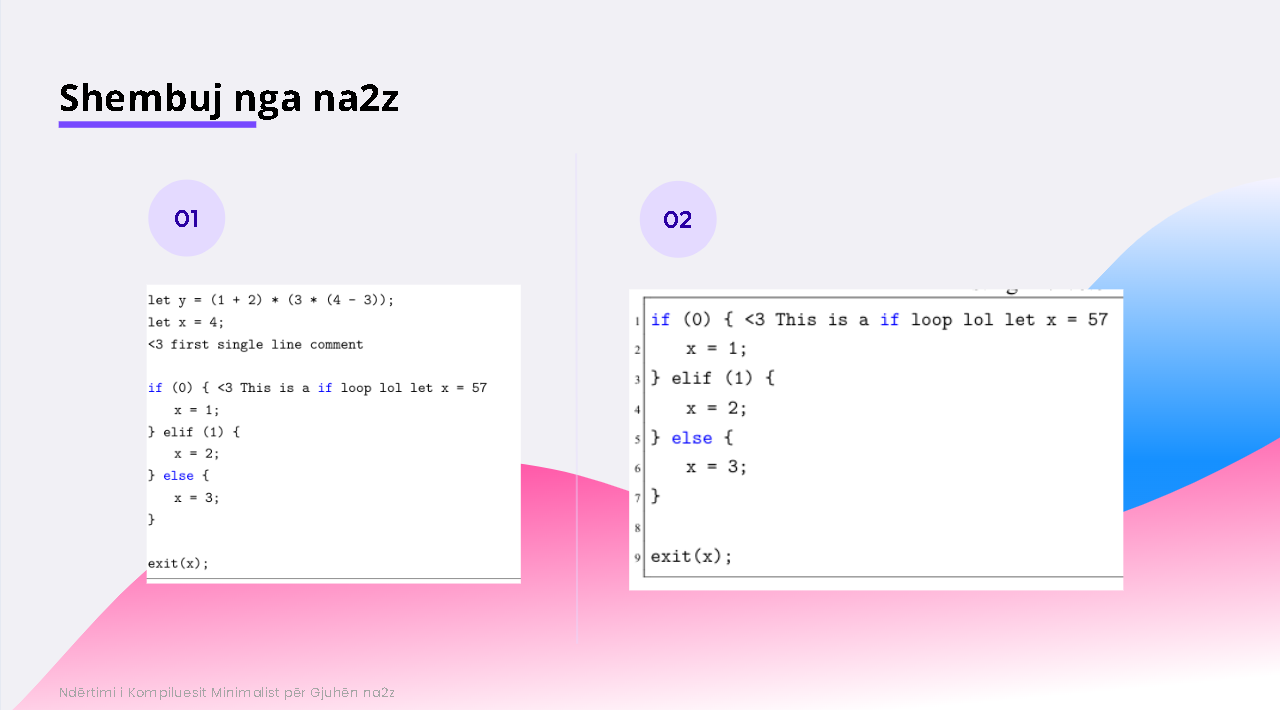 Shembuj nga na2z
01
let y = (1 + 2) * (3 * (4 - 3));
let x = 4;
<3 first single line comment
if (0) { <3 This is a if loop lol let x = 57
x = 1;
} elif (1) {
x = 2;
} else {
x = 3;
}
exit(x);
02
1 if (0) { <3 This is a if loop lol let x = 57
2 x = 1;
3 } elif (1) {
4 x = 2;
5 } else {
6 x = 3;
7 }
8
9 exit(x);
Ndërtimi i Kompiluesit Minimalist për Gjuhën na2z